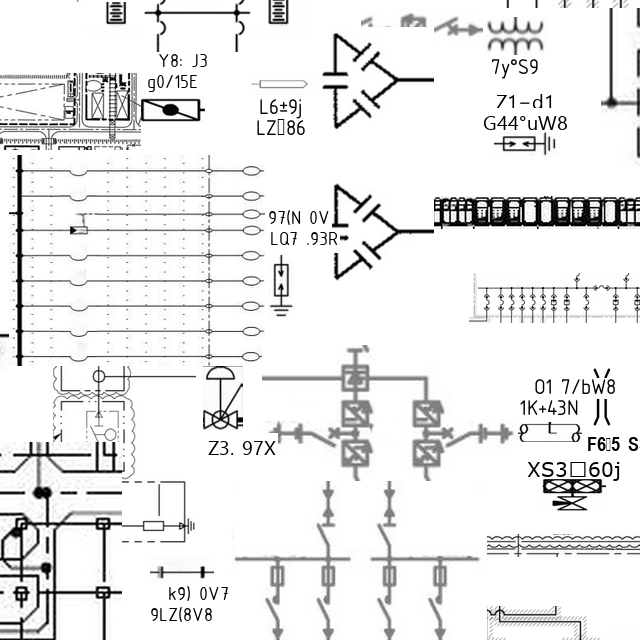 Y8: J3
g0/15E
7y°S9
L6±9j
LZ▯86
Z1-d1
G44°uW8
97(N 0V
LQ7 .93R
O1 7/bW8
1K+43N
L
F6▯5 S
Z3. 97X
XS3□60j
k9) 0V7
9LZ(8V8